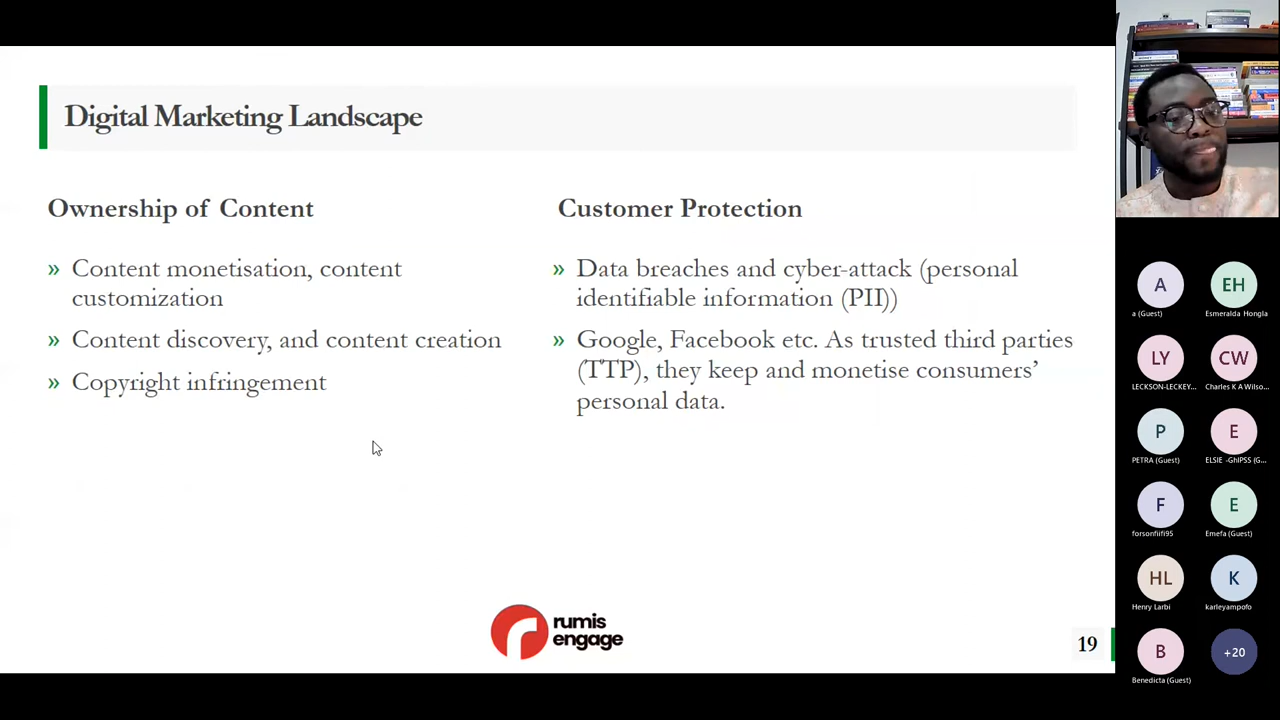 Digital Marketing Landscape
Ownership of Content
» Content monetisation, content
customization
» Content discovery, and content creation
» Copyright infringement
Customer Protection
» Data breaches and cyber-attack (personal
identifiable information (PII))
» Google, Facebook etc. As trusted third parties
(TTP), they keep and monetise consumers’
personal data.
rumis
engage
19
A
a (Guest)
EH
Esmeralda Hongla
LY
LECKSON-LECKEY...
CW
Charles K A Wilso...
P
PETRA (Guest)
E
ELSIE -GhIPSS (G...
F
forsonfiifi95
E
Emefa (Guest)
HL
Henry Larbi
K
karleyampofo
B
Benedicta (Guest)
+20